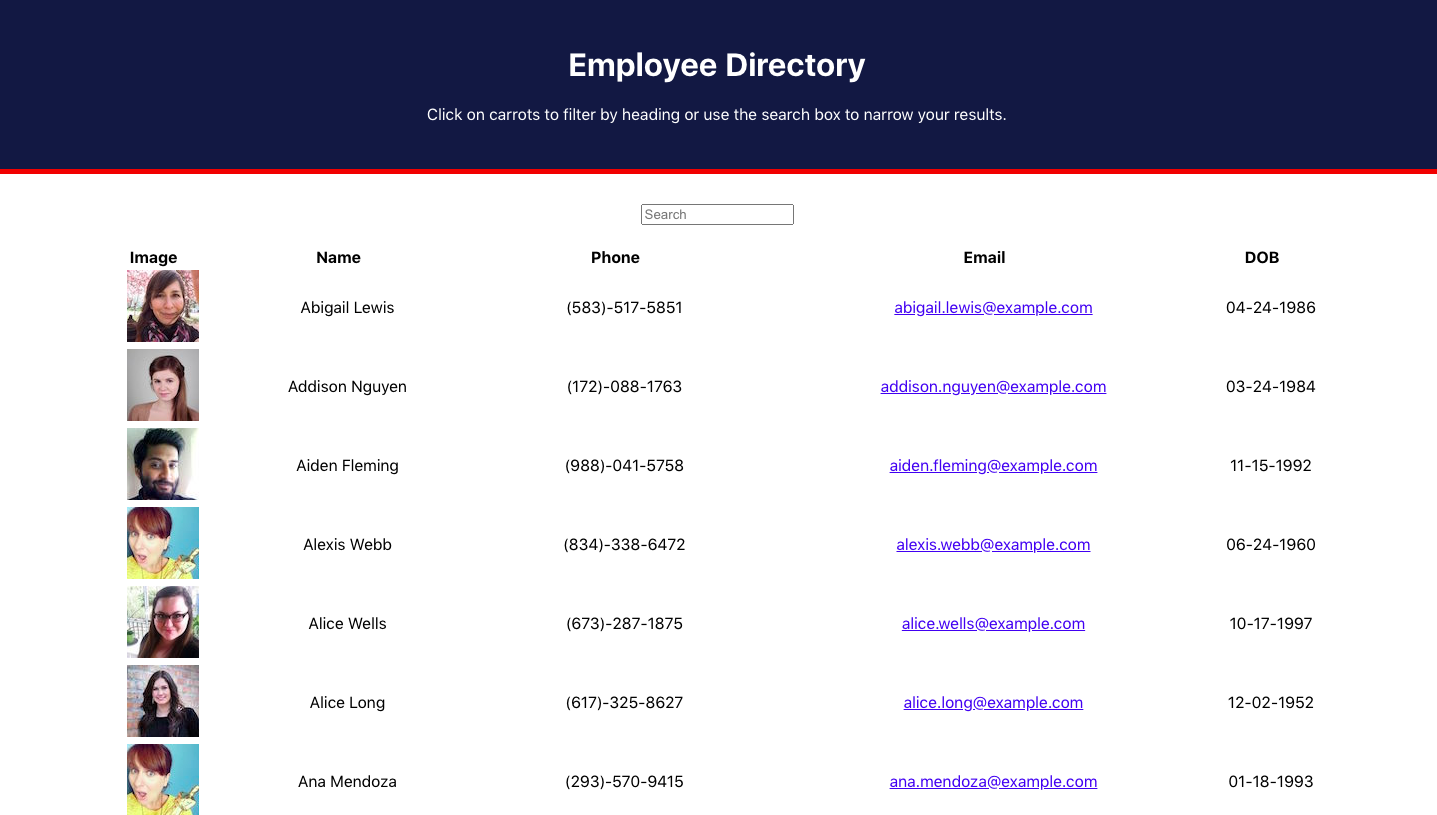 Employee Directory
Click on carrots to filter by heading or use the search box to narrow your results.
Search
Image Name Phone Email DOB
Abigail Lewis (583)-517-5851 abigail.lewis@example.com 04-24-1986
Addison Nguyen (172)-088-1763 addison.nguyen@example.com 03-24-1984
Aiden Fleming (988)-041-5758 aiden.fleming@example.com 11-15-1992
Alexis Webb (834)-338-6472 alexis.webb@example.com 06-24-1960
Alice Wells (673)-287-1875 alice.wells@example.com 10-17-1997
Alice Long (617)-325-8627 alice.long@example.com 12-02-1952
Ana Mendoza (293)-570-9415 ana.mendoza@example.com 01-18-1993